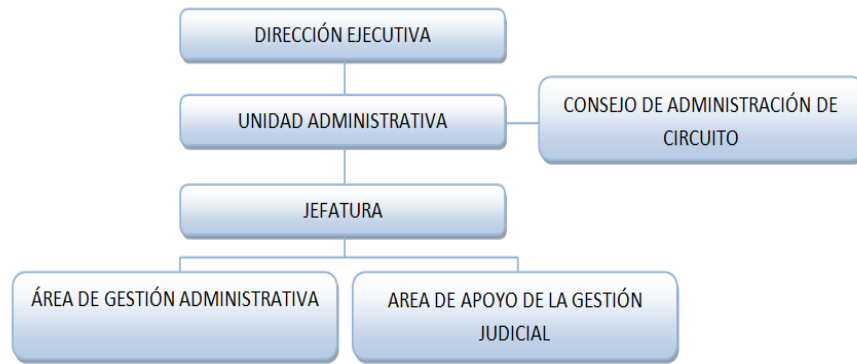 DIRECCIÓN EJECUTIVA
UNIDAD ADMINISTRATIVA
CONSEJO DE ADMINISTRACIÓN DE
CIRCUITO
JEFATURA
ÁREA DE GESTIÓN ADMINISTRATIVA
AREA DE APOYO DE LA GESTIÓN
JUDICIAL